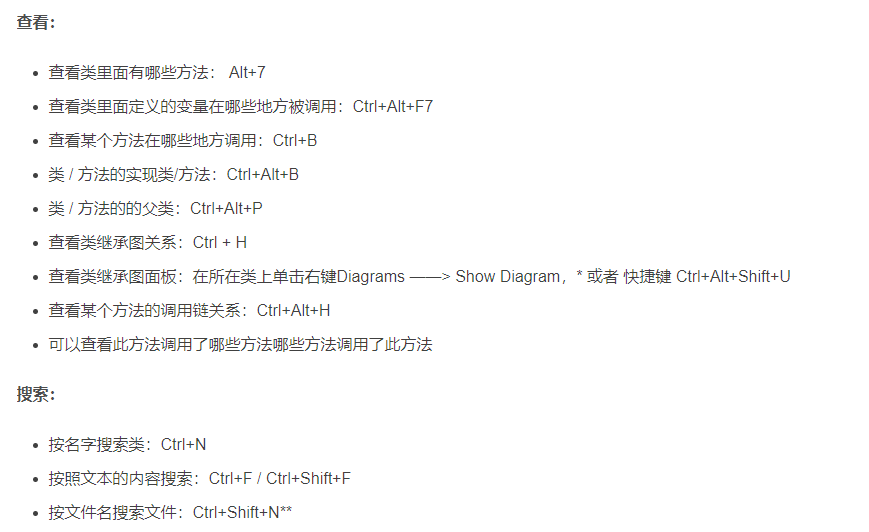 查看：
查看类里面有哪些方法： Alt+7
查看类里面定义的变量在哪些地方被调用：Ctrl+Alt+F7
查看某个方法在哪些地方调用：Ctrl+B
类 / 方法的实现类/方法：Ctrl+Alt+B
类 / 方法的的父类：Ctrl+Alt+P
查看类继承图关系：Ctrl + H
查看类继承图面板：在所在类上单击右键Diagrams ——> Show Diagram，* 或者 快捷键 Ctrl+Alt+Shift+U
查看某个方法的调用链关系：Ctrl+Alt+H
可以查看此方法调用了哪些方法哪些方法调用了此方法
搜索：
按名字搜索类：Ctrl+N
按照文本的内容搜索：Ctrl+F / Ctrl+Shift+F
按文件名搜索文件：Ctrl+Shift+N**